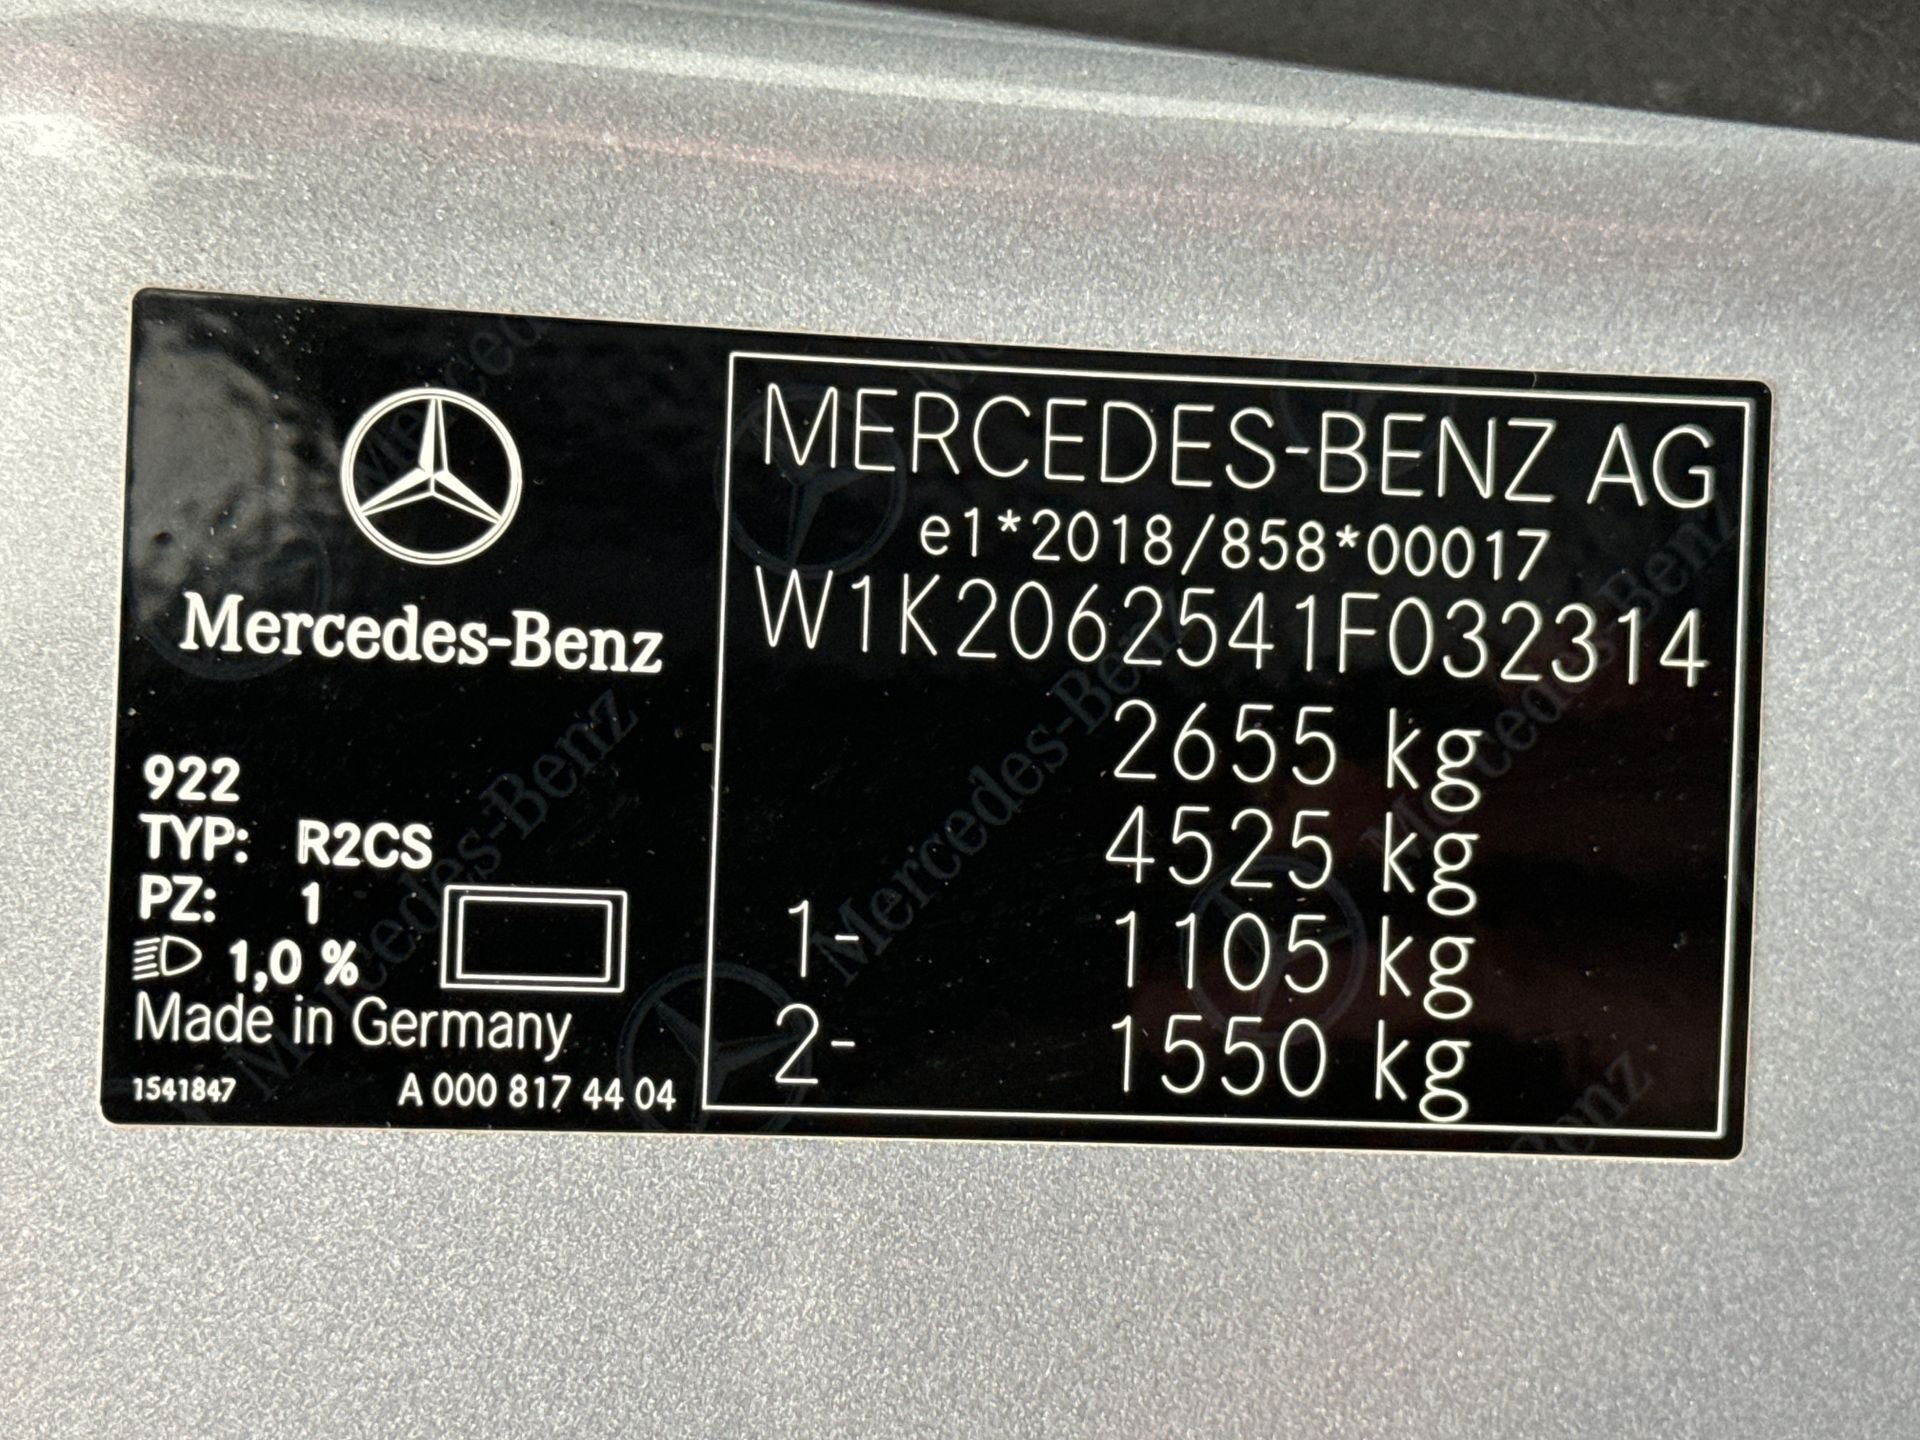 Mercedes-Benz
922
TYP: R2CS
PZ: 1
1,0 %
Made in Germany
1541847 A 000 817 44 04
MERCEDES-BENZ AG
e1*2018/858*00017
W1K2062541F032314
2655 kg
4525 kg
1- 1105 kg
2- 1550 kg